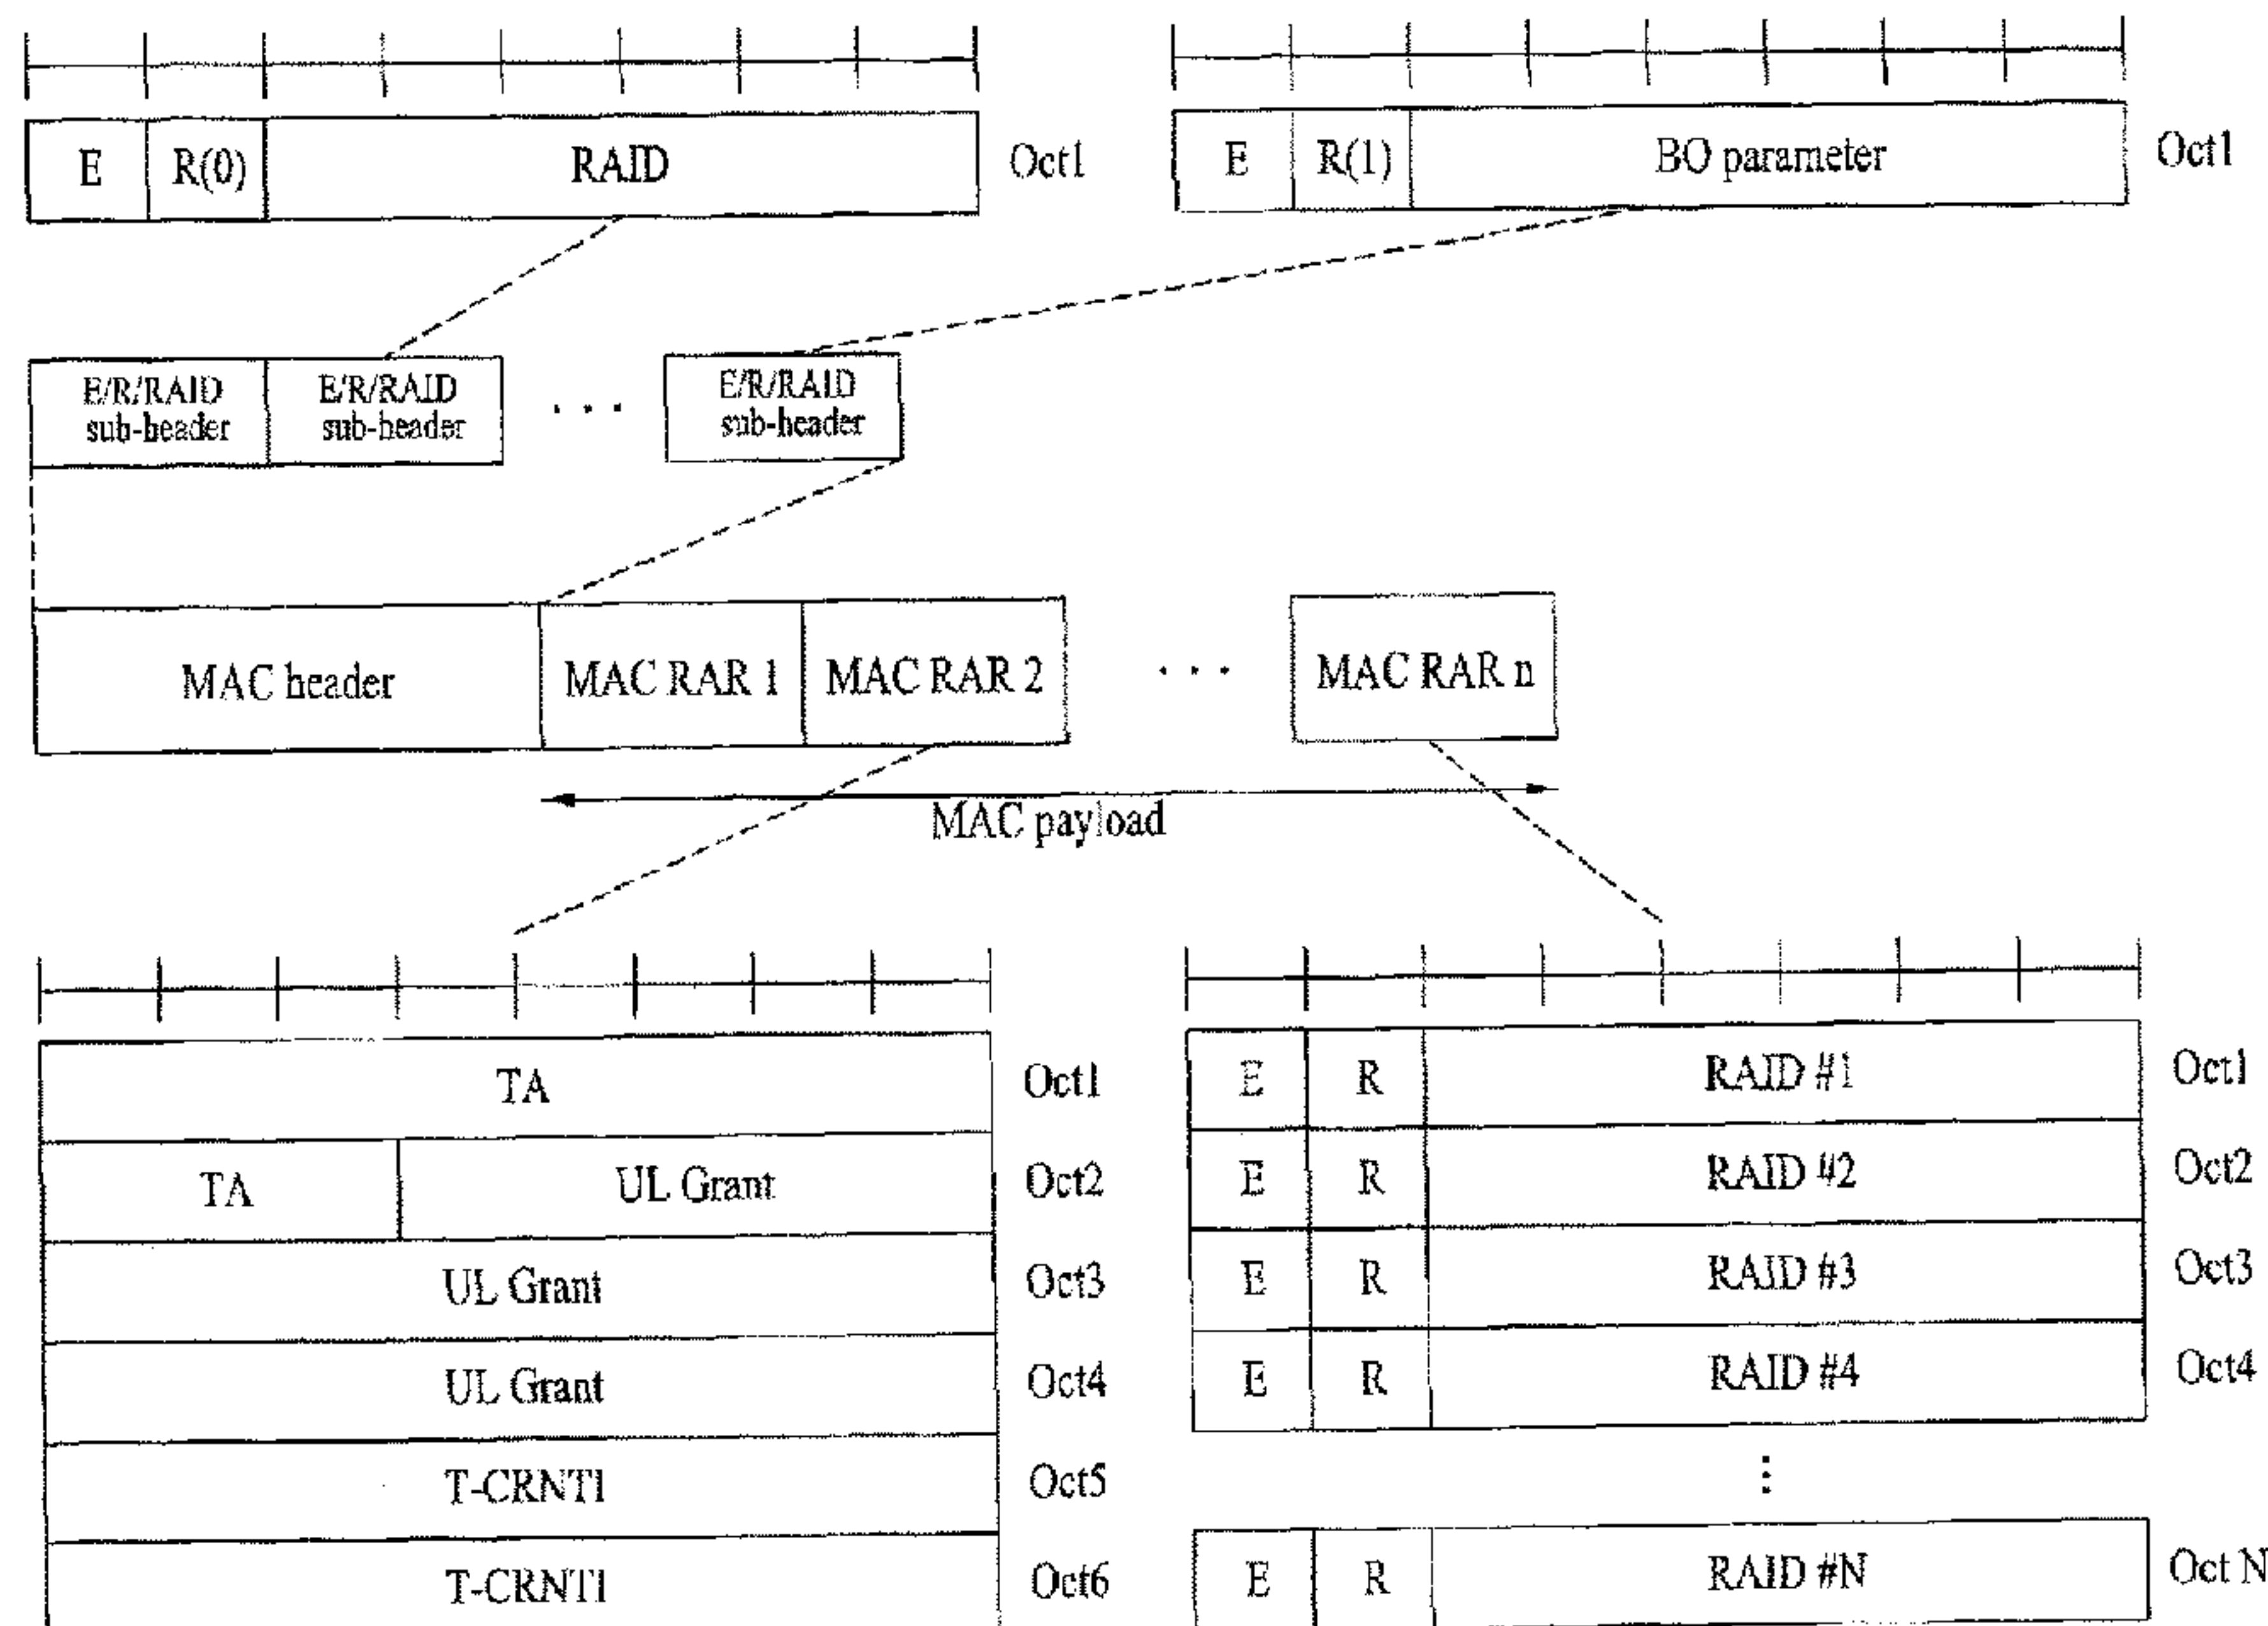 E R(0) RAID Oct1
E R(1) BO parameter Oct1
E/R/RAID sub-header
E/R/RAID sub-header
...
E/R/RAID sub-header
MAC header MAC RAR 1 MAC RAR 2 ... MAC RAR n
MAC payload
TA Oct1
TA UL Grant Oct2
UL Grant Oct3
UL Grant Oct4
T-CRNTI Oct5
T-CRNTI Oct6
E R RAID #1 Oct1
E R RAID #2 Oct2
E R RAID #3 Oct3
E R RAID #4 Oct4
⋮
E R RAID #N Oct N